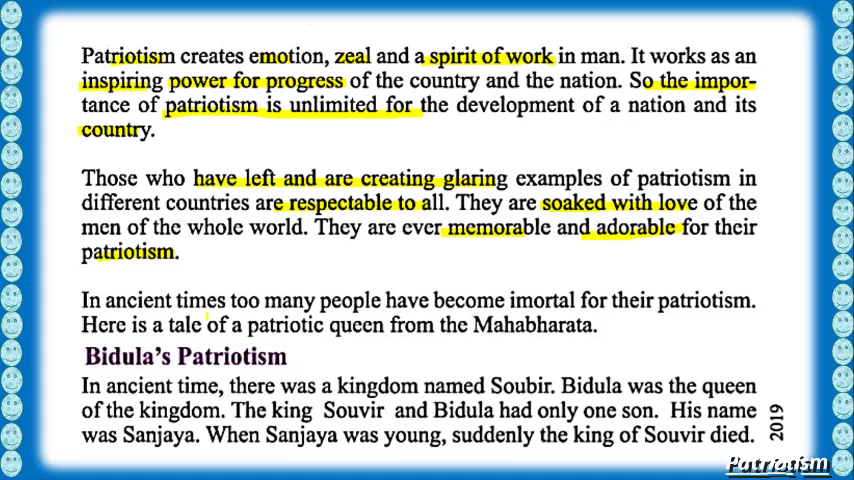 Patriotism creates emotion, zeal and a spirit of work in man. It works as an
inspiring power for progress of the country and the nation. So the impor-
tance of patriotism is unlimited for the development of a nation and its
country.
Those who have left and are creating glaring examples of patriotism in
different countries are respectable to all. They are soaked with love of the
men of the whole world. They are ever memorable and adorable for their
patriotism.
In ancient times too many people have become imortal for their patriotism.
Here is a tale of a patriotic queen from the Mahabharata.
Bidula's Patriotism
In ancient time, there was a kingdom named Soubir. Bidula was the queen
of the kingdom. The king Souvir and Bidula had only one son. His name
was Sanjaya. When Sanjaya was young, suddenly the king of Souvir died.
2019
Patriotism